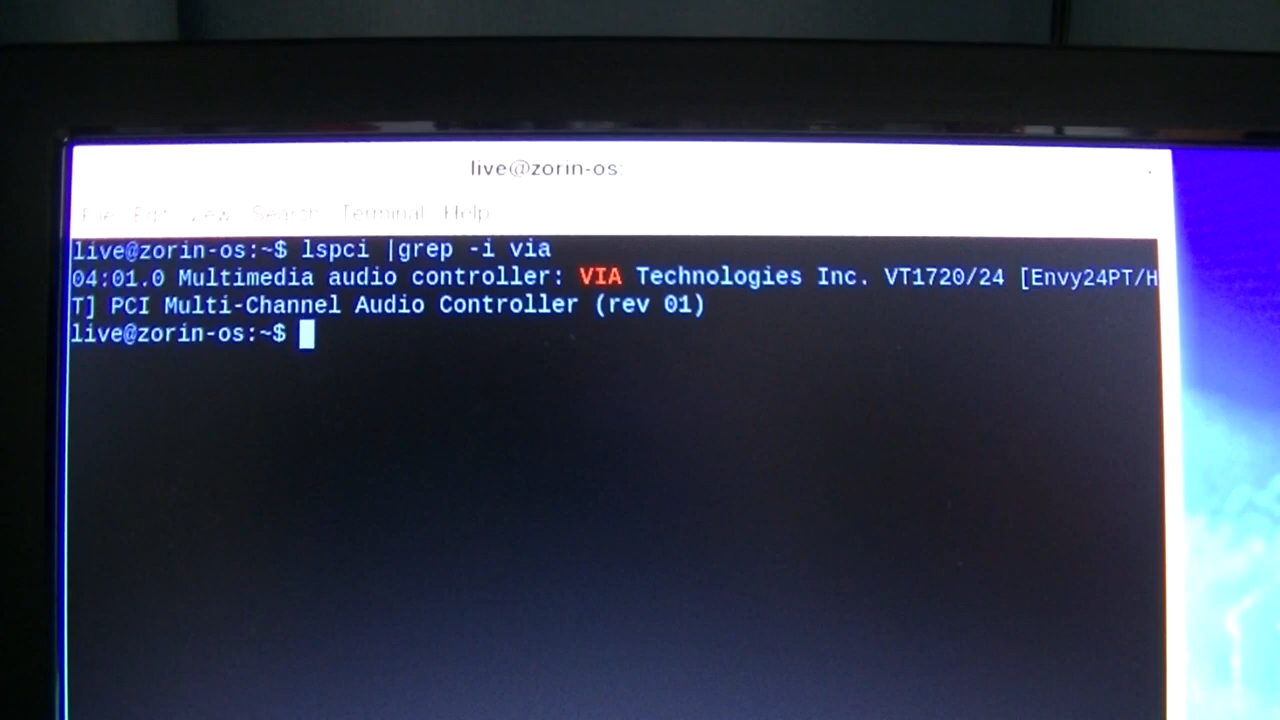 live@zorin-os:
File Edit View Search Terminal Help
live@zorin-os:~$ lspci |grep -i via
04:01.0 Multimedia audio controller: VIA Technologies Inc. VT1720/24 [Envy24PT/H
T] PCI Multi-Channel Audio Controller (rev 01)
live@zorin-os:~$